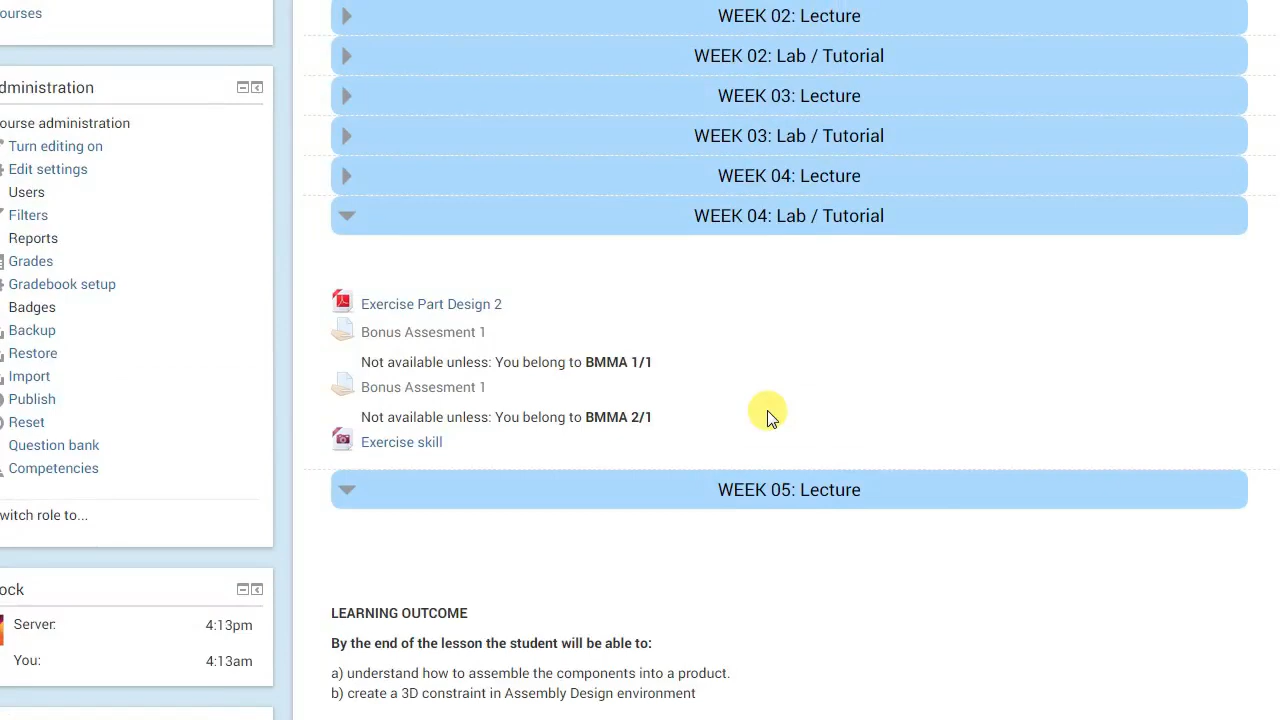 ourses
dministration
ourse administration
Turn editing on
Edit settings
Users
Filters
Reports
Grades
Gradebook setup
Badges
Backup
Restore
Import
Publish
Reset
Question bank
Competencies
witch role to...
ock
Server: 4:13pm
You: 4:13am
WEEK 02: Lecture
WEEK 02: Lab / Tutorial
WEEK 03: Lecture
WEEK 03: Lab / Tutorial
WEEK 04: Lecture
WEEK 04: Lab / Tutorial
Exercise Part Design 2
Bonus Assesment 1
Not available unless: You belong to BMMA 1/1
Bonus Assesment 1
Not available unless: You belong to BMMA 2/1
Exercise skill
WEEK 05: Lecture
LEARNING OUTCOME
By the end of the lesson the student will be able to:
a) understand how to assemble the components into a product.
b) create a 3D constraint in Assembly Design environment